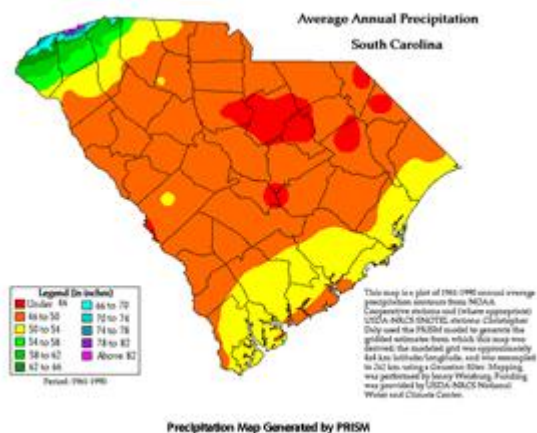 Average Annual Precipitation
South Carolina
Legend (in inches)
Under 46
46 to 50
50 to 54
54 to 58
58 to 62
62 to 66
66 to 70
70 to 74
74 to 78
78 to 82
Above 82
Period: 1961-1990
This map is a plot of 1961-1990 annual average
precipitation contours from NOAA
Cooperative stations and (where appropriate)
USDA-NRCS SNOTEL stations. Christopher
Daly used the PRISM model to generate the
gridded estimates from which this map was
derived; the modeled grid was approximately
4x4 km latitude/longitude, and was resampled
to 2x2 km using a Gaussian filter. Mapping
was performed by Jenny Weisburg. Funding
was provided by USDA-NRCS National
Water and Climate Center.
Precipitation Map Generated by PRISM